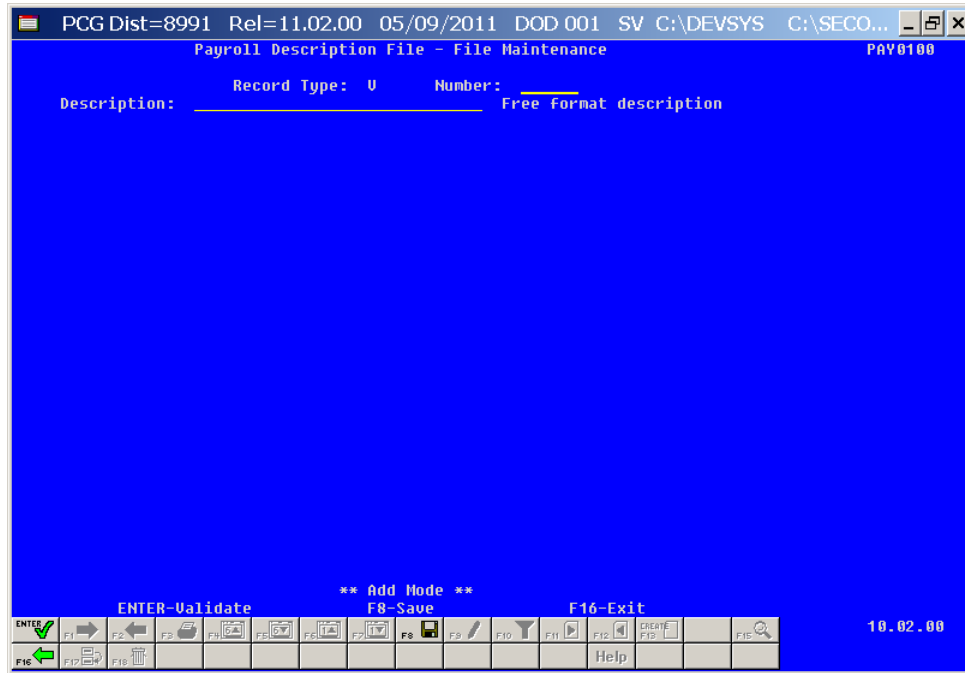 PCG Dist=8991 Rel=11.02.00 05/09/2011 DOD 001 SV C:\DEVSYS C:\SECO...
Payroll Description File - File Maintenance PAY0100
Record Type: V Number:
Description: Free format description
** Add Mode **
ENTER-Validate F8-Save F16-Exit
ENTER F1 F2 F3 F4 F5 F6 F7 F8 F9 F10 F11 F12 CREATE F13 F15 10.02.00
F16 F17 F18 Help